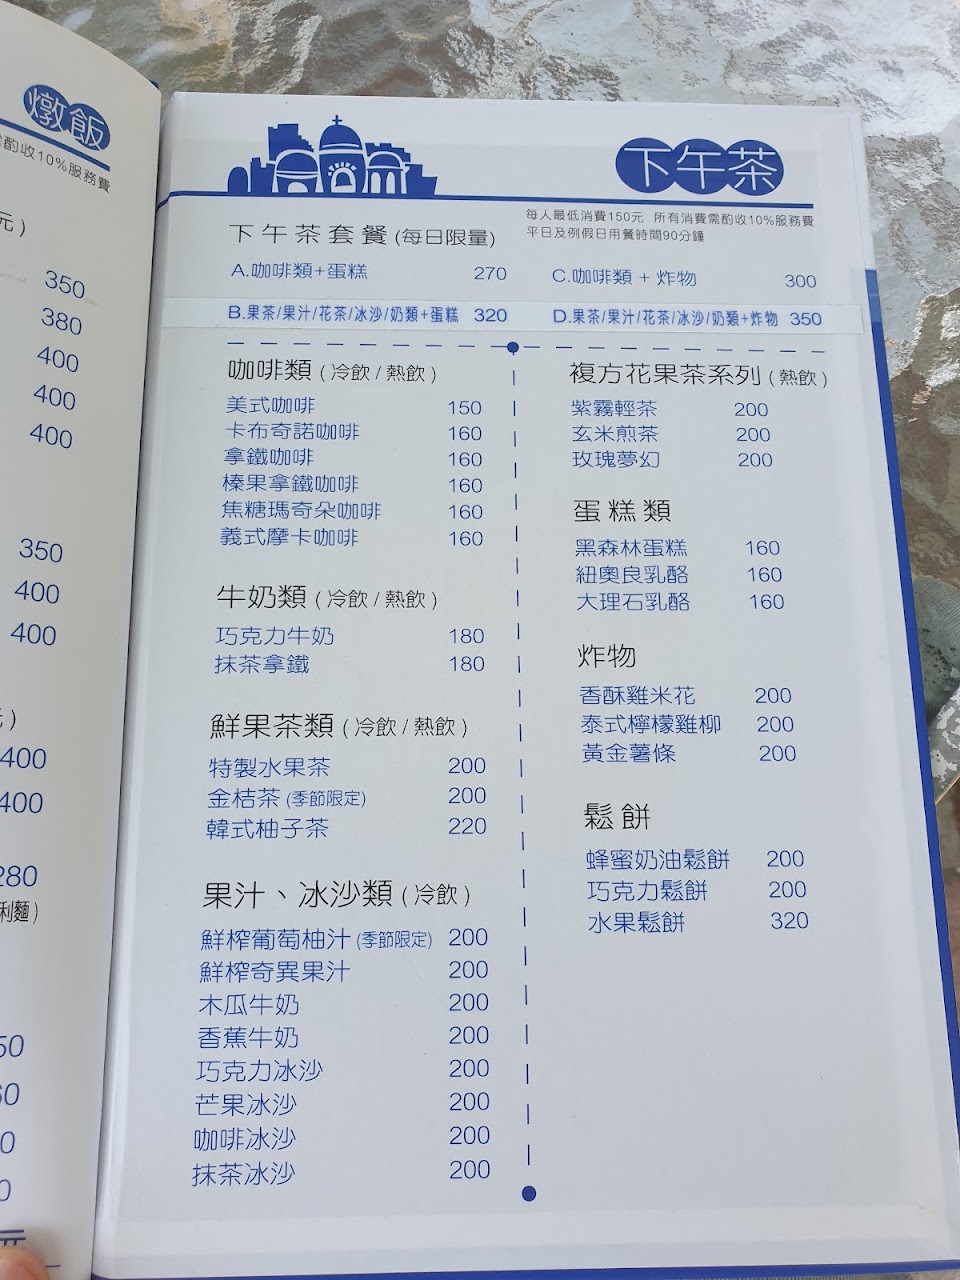 燉飯
酌收10%服務費
元)
350
380
400
400
400
350
400
400
400
400
280
利麵)
下午茶
每人最低消費150元 所有消費需酌收10%服務費
平日及例假日用餐時間90分鐘
下午茶套餐(每日限量)
A.咖啡類+蛋糕 270
C.咖啡類 + 炸物 300
B.果茶/果汁/花茶/冰沙/奶類+蛋糕 320
D.果茶/果汁/花茶/冰沙/奶類+炸物 350
咖啡類 ( 冷飲 / 熱飲 )
美式咖啡 150
卡布奇諾咖啡 160
拿鐵咖啡 160
榛果拿鐵咖啡 160
焦糖瑪奇朵咖啡 160
義式摩卡咖啡 160
牛奶類 ( 冷飲 / 熱飲 )
巧克力牛奶 180
抹茶拿鐵 180
鮮果茶類 ( 冷飲 / 熱飲 )
特製水果茶 200
金桔茶 (季節限定) 200
韓式柚子茶 220
果汁、冰沙類 ( 冷飲 )
鮮榨葡萄柚汁 (季節限定) 200
鮮榨奇異果汁 200
木瓜牛奶 200
香蕉牛奶 200
巧克力冰沙 200
芒果冰沙 200
咖啡冰沙 200
抹茶冰沙 200
複方花果茶系列 ( 熱飲 )
紫霧輕茶 200
玄米煎茶 200
玫瑰夢幻 200
蛋糕類
黑森林蛋糕 160
紐奧良乳酪 160
大理石乳酪 160
炸物
香酥雞米花 200
泰式檸檬雞柳 200
黃金薯條 200
鬆餅
蜂蜜奶油鬆餅 200
巧克力鬆餅 200
水果鬆餅 320